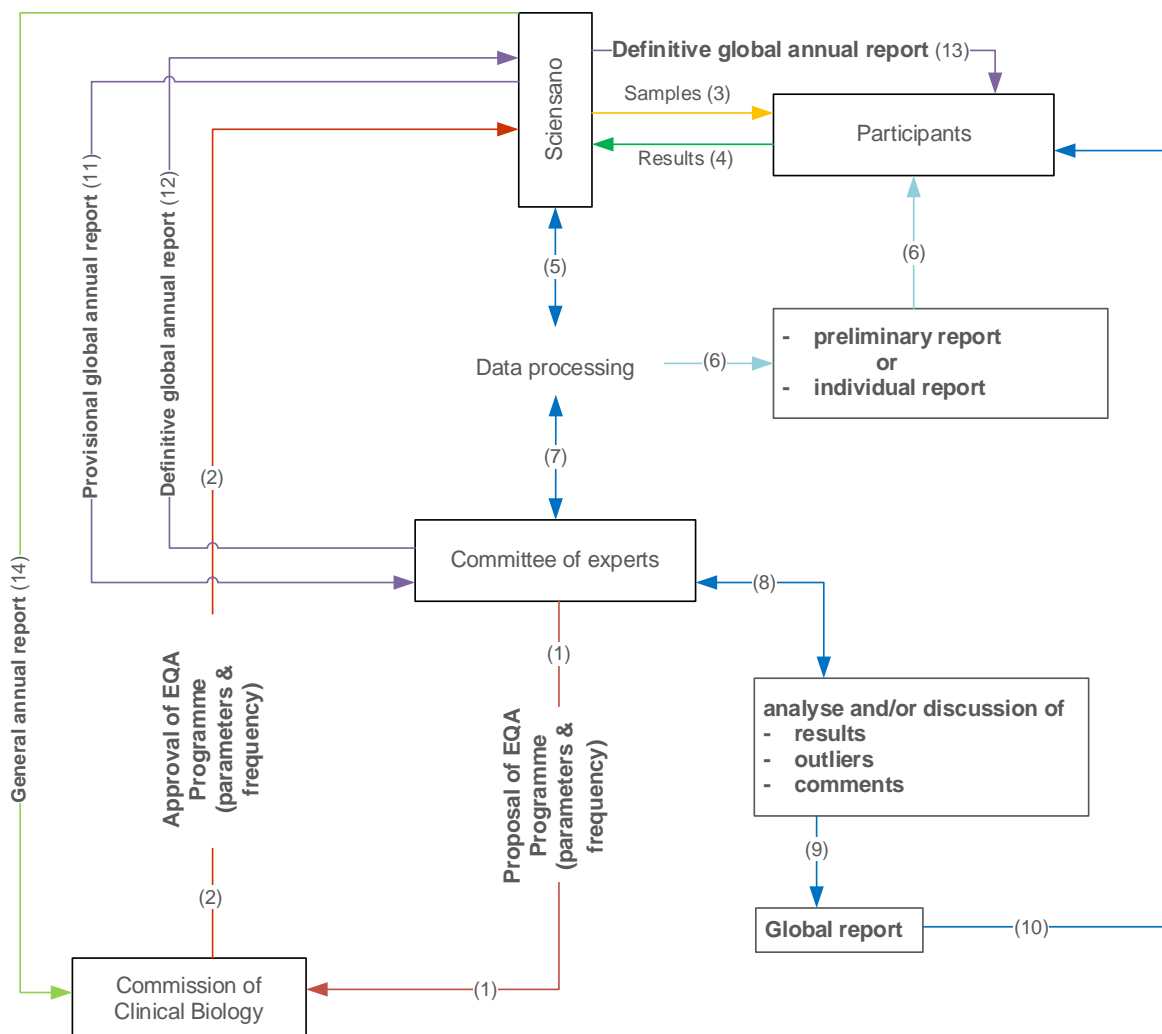 Definitive global annual report (13)
Samples (3)
Sciensano
Participants
Results (4)
Provisional global annual report (11)
Definitive global annual report (12)
(5)
(6)
- preliminary report
or
- individual report
Data processing
(6)
(7)
(2)
Committee of experts
(8)
General annual report (14)
(1)
Approval of EQA
Programme
(parameters &
frequency)
Proposal of EQA
Programme
(parameters &
frequency)
analyse and/or discussion of
- results
- outliers
- comments
(9)
(2)
Global report
(10)
Commission of
Clinical Biology
(1)